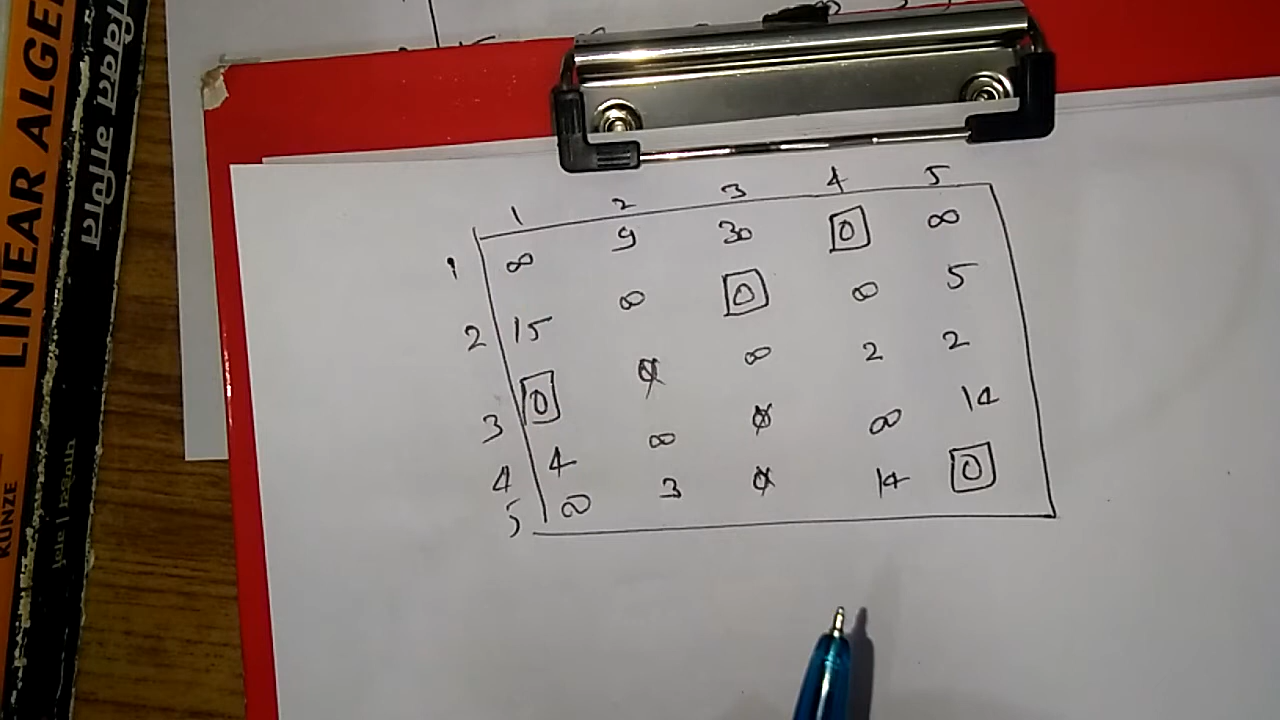 LINEAR ALGE
KUNZE
1 2 3 4 5
1 ∞ 9 30 0 ∞
2 15 ∞ 0 ∞ 5
3 0 0 ∞ 2 2
4 4 ∞ 0 ∞ 14
5 ∞ 3 0 14 0